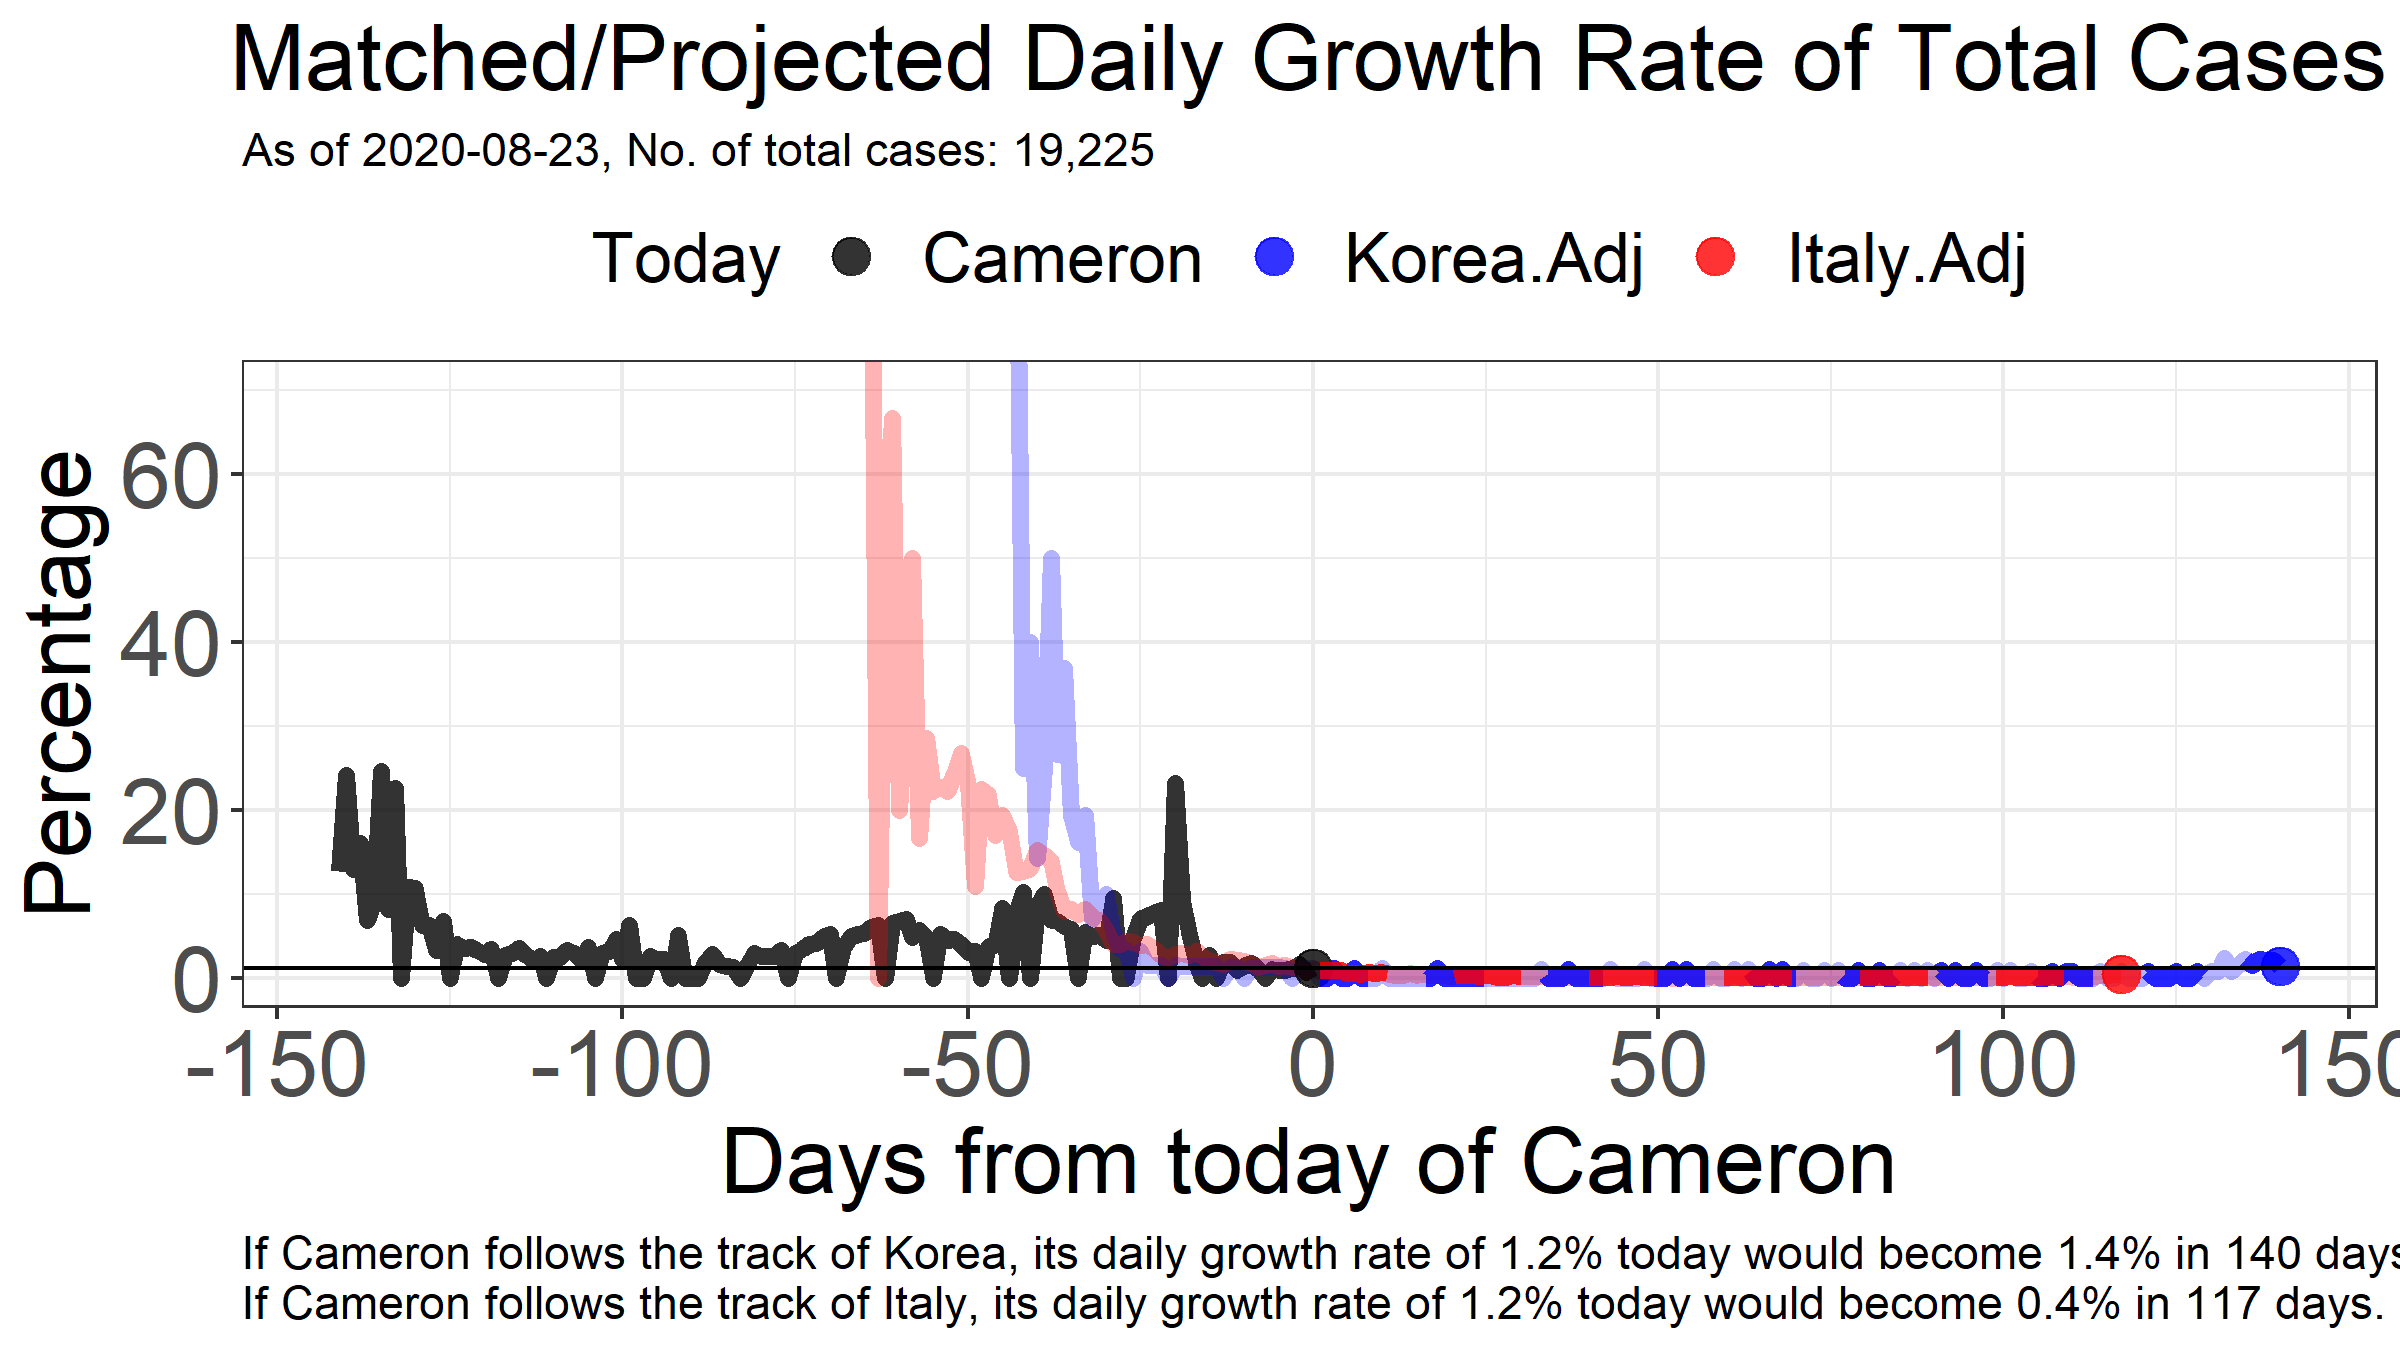 Matched/Projected Daily Growth Rate of Total Cases
As of 2020-08-23, No. of total cases: 19,225
Today Cameron Korea.Adj Italy.Adj
Percentage
60
40
20
0
-150 -100 -50 0 50 100 150
Days from today of Cameron
If Cameron follows the track of Korea, its daily growth rate of 1.2% today would become 1.4% in 140 days
If Cameron follows the track of Italy, its daily growth rate of 1.2% today would become 0.4% in 117 days.